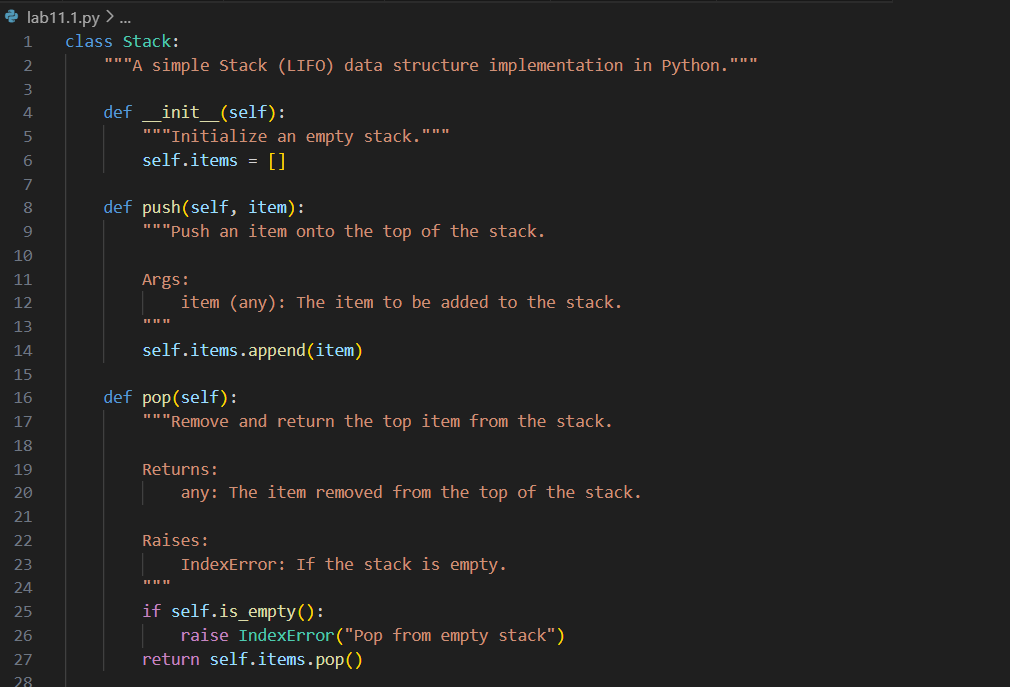 lab11.1.py > ...
1 class Stack:
2 """A simple Stack (LIFO) data structure implementation in Python."""
3
4 def __init__(self):
5 """Initialize an empty stack."""
6 self.items = []
7
8 def push(self, item):
9 """Push an item onto the top of the stack.
10
11 Args:
12 item (any): The item to be added to the stack.
13 """
14 self.items.append(item)
15
16 def pop(self):
17 """Remove and return the top item from the stack.
18
19 Returns:
20 any: The item removed from the top of the stack.
21
22 Raises:
23 IndexError: If the stack is empty.
24 """
25 if self.is_empty():
26 raise IndexError("Pop from empty stack")
27 return self.items.pop()
28